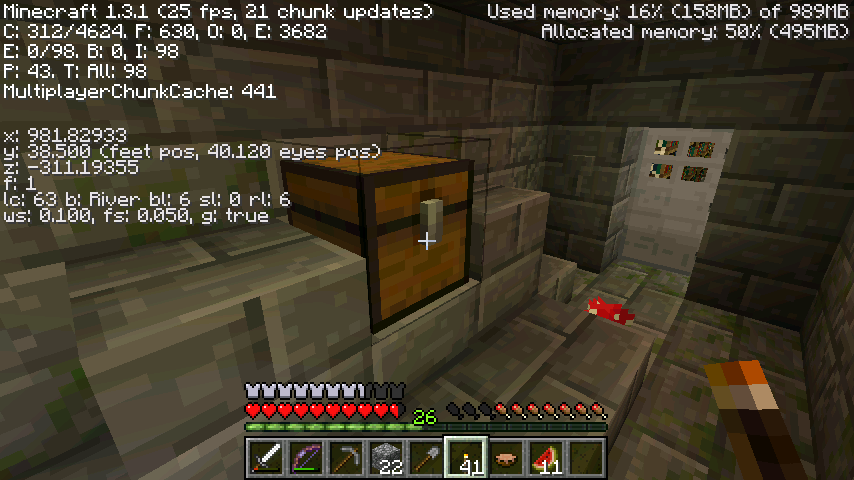 Minecraft 1.3.1 (25 fps, 21 chunk updates)
C: 312/4624. F: 630, O: 0, E: 3682
E: 0/98. B: 0, I: 98
P: 43. T: All: 98
MultiplayerChunkCache: 441
Used memory: 16% (158MB) of 989MB
Allocated memory: 50% (495MB)
x: 981.82933
y: 38.500 (feet pos, 40.120 eyes pos)
z: -311.19355
f: 1
lc: 63 b: River bl: 6 sl: 0 rl: 6
ws: 0.100, fs: 0.050, g: true
26
22
41
11